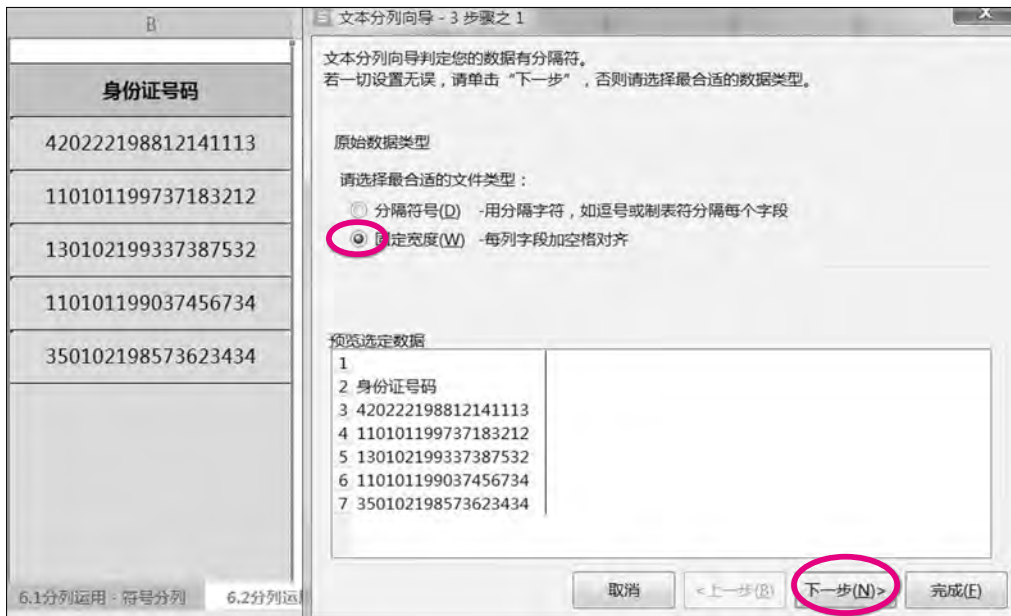 B
身份证号码
420222198812141113
110101199737183212
130102199337387532
110101199037456734
350102198573623434
6.1分列运用-符号分列
6.2分列运
文本分列向导 - 3 步骤之 1
X
文本分列向导判定您的数据有分隔符。
若一切设置无误，请单击“下一步”，否则请选择最合适的数据类型。
原始数据类型
请选择最合适的文件类型：
分隔符号(D) -用分隔字符，如逗号或制表符分隔每个字段
固定宽度(W) -每列字段加空格对齐
预览选定数据
1
2 身份证号码
3 420222198812141113
4 110101199737183212
5 130102199337387532
6 110101199037456734
7 350102198573623434
取消
<上一步(B)
下一步(N)>
完成(F)